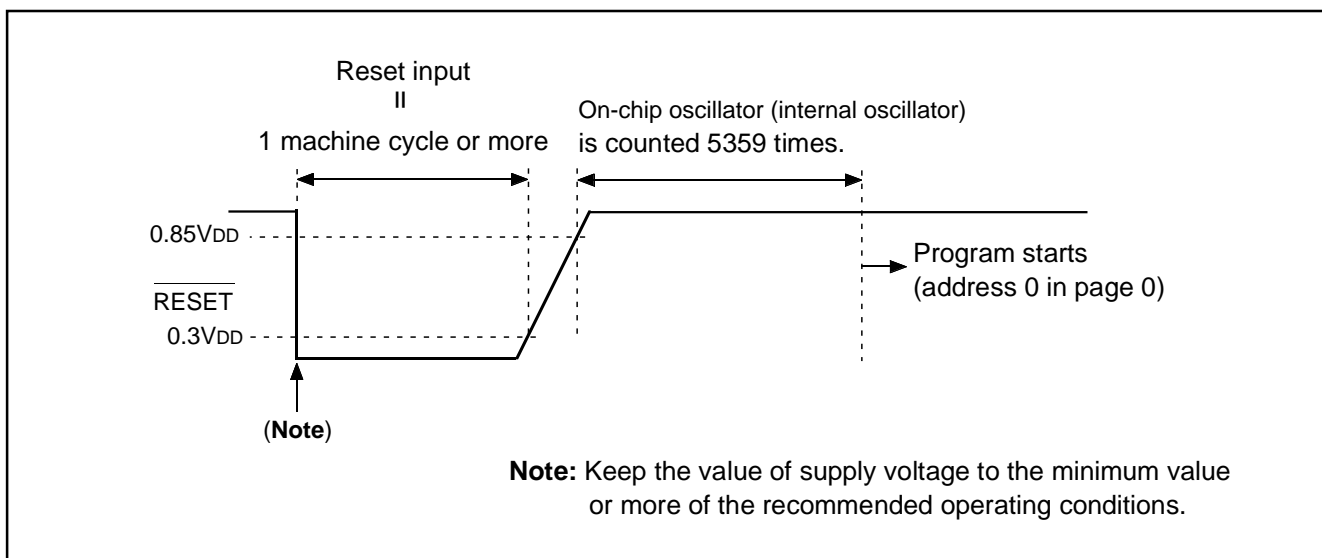 Reset input
=
1 machine cycle or more
On-chip oscillator (internal oscillator)
is counted 5359 times.
0.85VDD
RESET
0.3VDD
Program starts
(address 0 in page 0)
(Note)
Note: Keep the value of supply voltage to the minimum value
or more of the recommended operating conditions.